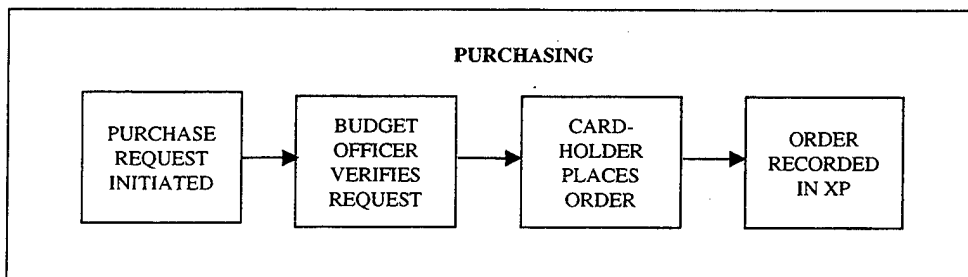 PURCHASING
PURCHASE
REQUEST
INITIATED
BUDGET
OFFICER
VERIFIES
REQUEST
CARD-
HOLDER
PLACES
ORDER
ORDER
RECORDED
IN XP